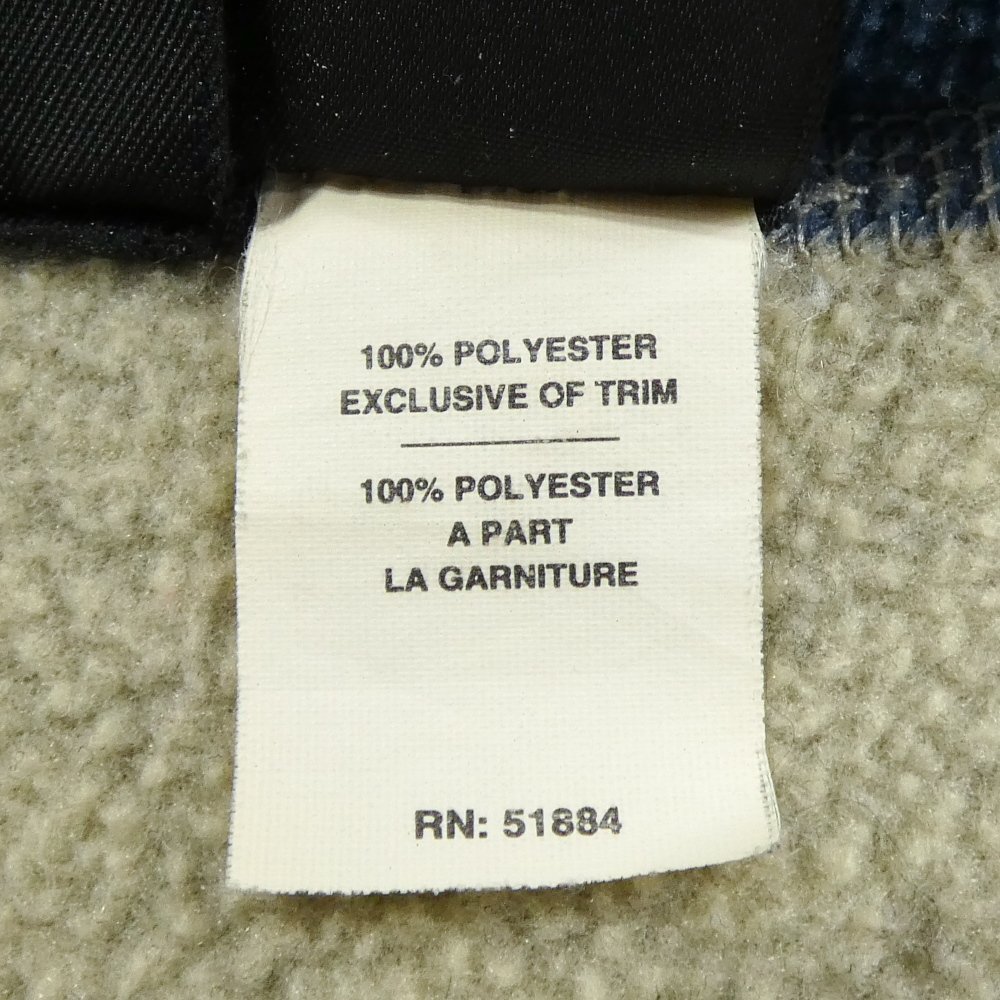 100% POLYESTER
EXCLUSIVE OF TRIM
100% POLYESTER
A PART
LA GARNITURE
RN: 51884